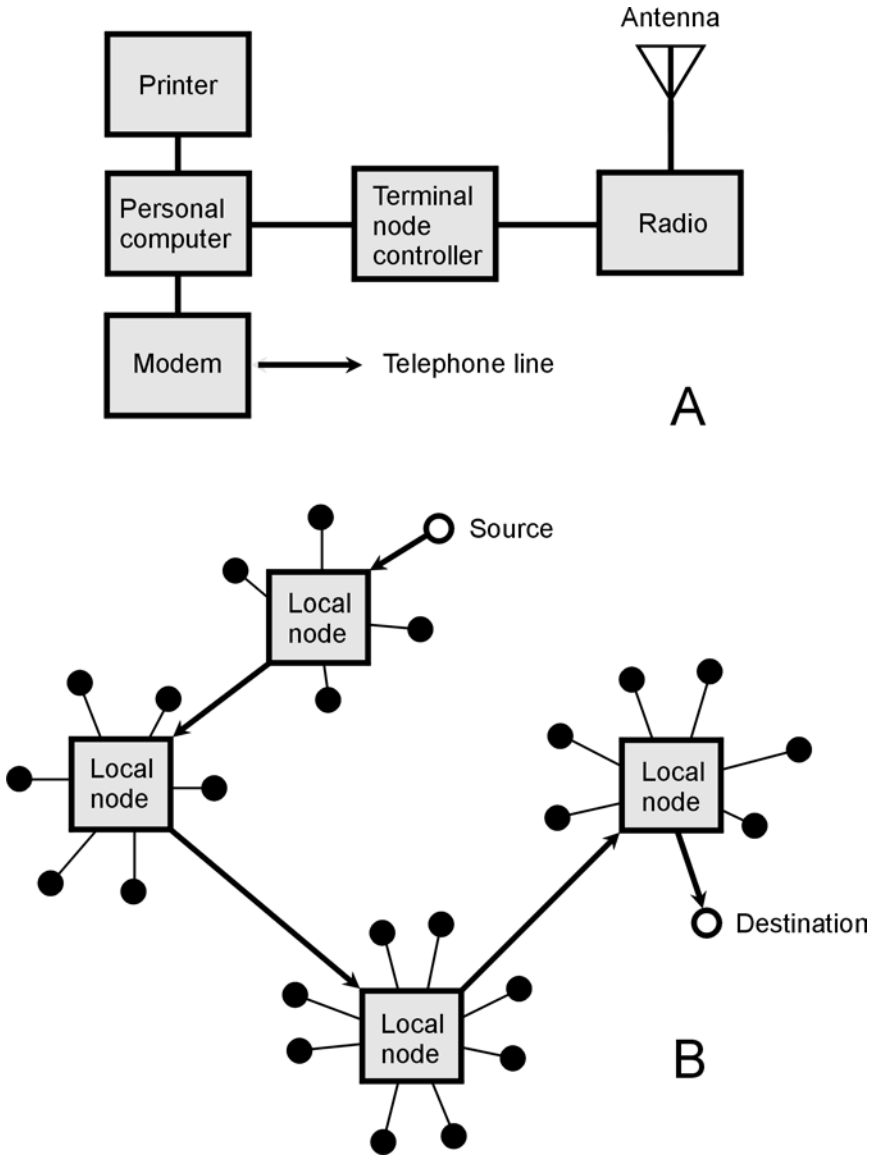 Antenna
Printer
Personal
computer
Terminal
node
controller
Radio
Modem
Telephone line
A
Source
Local
node
Local
node
Local
node
Destination
Local
node
B